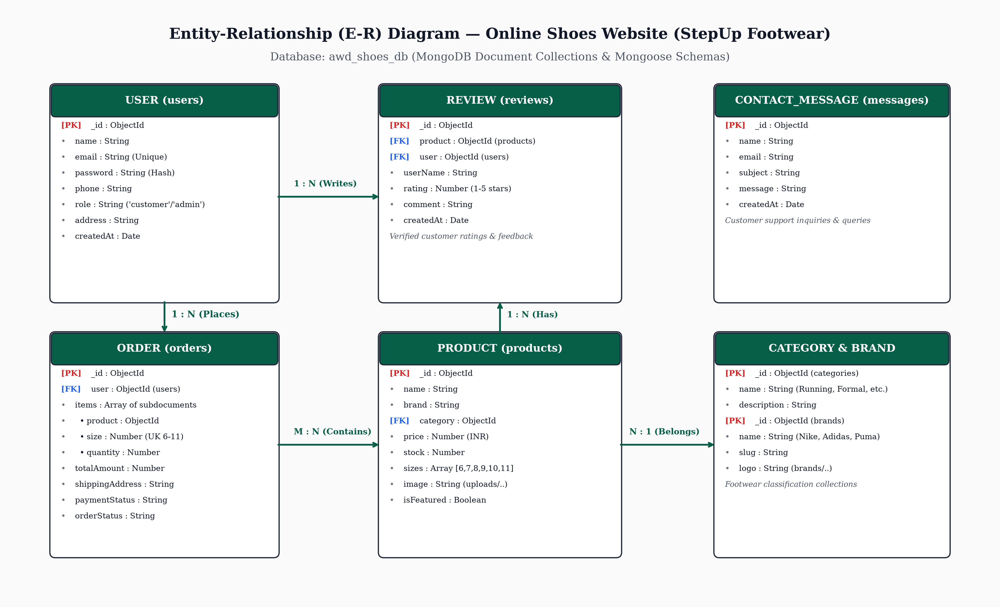 Entity-Relationship (E-R) Diagram — Online Shoes Website (StepUp Footwear)
Database: awd_shoes_db (MongoDB Document Collections & Mongoose Schemas)
USER (users)
[PK] _id : ObjectId
• name : String
• email : String (Unique)
• password : String (Hash)
• phone : String
• role : String ('customer'/'admin')
• address : String
• createdAt : Date
1 : N (Writes)
REVIEW (reviews)
[PK] _id : ObjectId
[FK] product : ObjectId (products)
[FK] user : ObjectId (users)
• userName : String
• rating : Number (1-5 stars)
• comment : String
• createdAt : Date
Verified customer ratings & feedback
CONTACT_MESSAGE (messages)
[PK] _id : ObjectId
• name : String
• email : String
• subject : String
• message : String
• createdAt : Date
Customer support inquiries & queries
1 : N (Places)
1 : N (Has)
ORDER (orders)
[PK] _id : ObjectId
[FK] user : ObjectId (users)
• items : Array of subdocuments
• • product : ObjectId
• • size : Number (UK 6-11)
• • quantity : Number
• totalAmount : Number
• shippingAddress : String
• paymentStatus : String
• orderStatus : String
M : N (Contains)
PRODUCT (products)
[PK] _id : ObjectId
• name : String
• brand : String
[FK] category : ObjectId
• price : Number (INR)
• stock : Number
• sizes : Array [6,7,8,9,10,11]
• image : String (uploads/..)
• isFeatured : Boolean
N : 1 (Belongs)
CATEGORY & BRAND
[PK] _id : ObjectId (categories)
• name : String (Running, Formal, etc.)
• description : String
[PK] _id : ObjectId (brands)
• name : String (Nike, Adidas, Puma)
• slug : String
• logo : String (brands/..)
Footwear classification collections